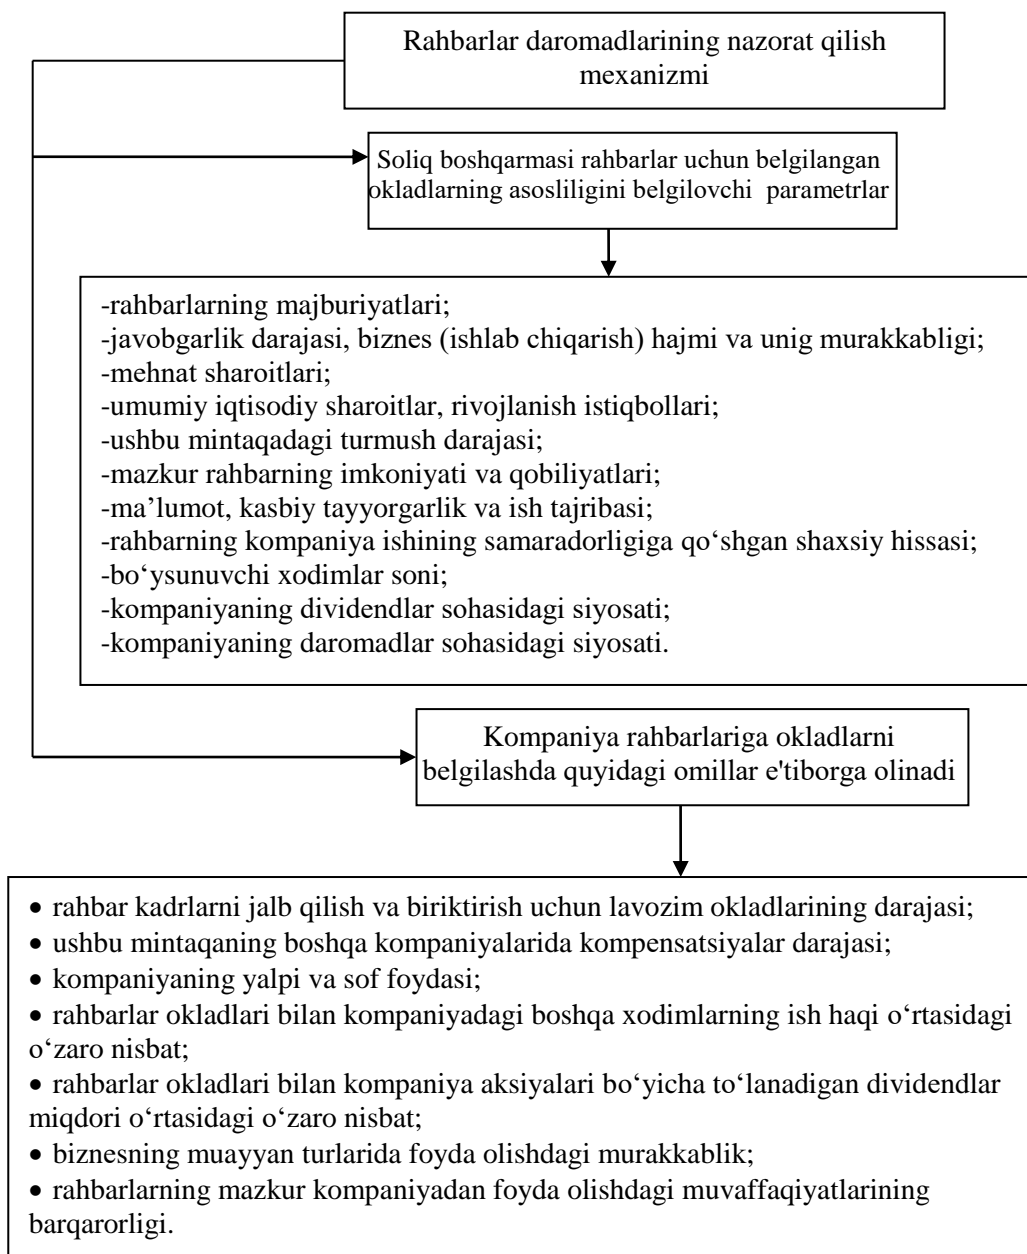 Rahbarlar daromadlarining nazorat qilish
mexanizmi
Soliq boshqarmasi rahbarlar uchun belgilangan
okladlarning asosliligini belgilovchi parametrlar
-rahbarlarning majburiyatlari;
-javobgarlik darajasi, biznes (ishlab chiqarish) hajmi va unig murakkabligi;
-mehnat sharoitlari;
-umumiy iqtisodiy sharoitlar, rivojlanish istiqbollari;
-ushbu mintaqadagi turmush darajasi;
-mazkur rahbarning imkoniyati va qobiliyatlari;
-ma’lumot, kasbiy tayyorgarlik va ish tajribasi;
-rahbarning kompaniya ishining samaradorligiga qo‘shgan shaxsiy hissasi;
-bo‘ysunuvchi xodimlar soni;
-kompaniyaning dividendlar sohasidagi siyosati;
-kompaniyaning daromadlar sohasidagi siyosati.
Kompaniya rahbarlariga okladlarni
belgilashda quyidagi omillar e'tiborga olinadi
• rahbar kadrlarni jalb qilish va biriktirish uchun lavozim okladlarining darajasi;
• ushbu mintaqaning boshqa kompaniyalarida kompensatsiyalar darajasi;
• kompaniyaning yalpi va sof foydasi;
• rahbarlar okladlari bilan kompaniyadagi boshqa xodimlarning ish haqi o‘rtasidagi
o‘zaro nisbat;
• rahbarlar okladlari bilan kompaniya aksiyalari bo‘yicha to‘lanadigan dividendlar
miqdori o‘rtasidagi o‘zaro nisbat;
• biznesning muayyan turlarida foyda olishdagi murakkablik;
• rahbarlarning mazkur kompaniyadan foyda olishdagi muvaffaqiyatlarining
barqarorligi.